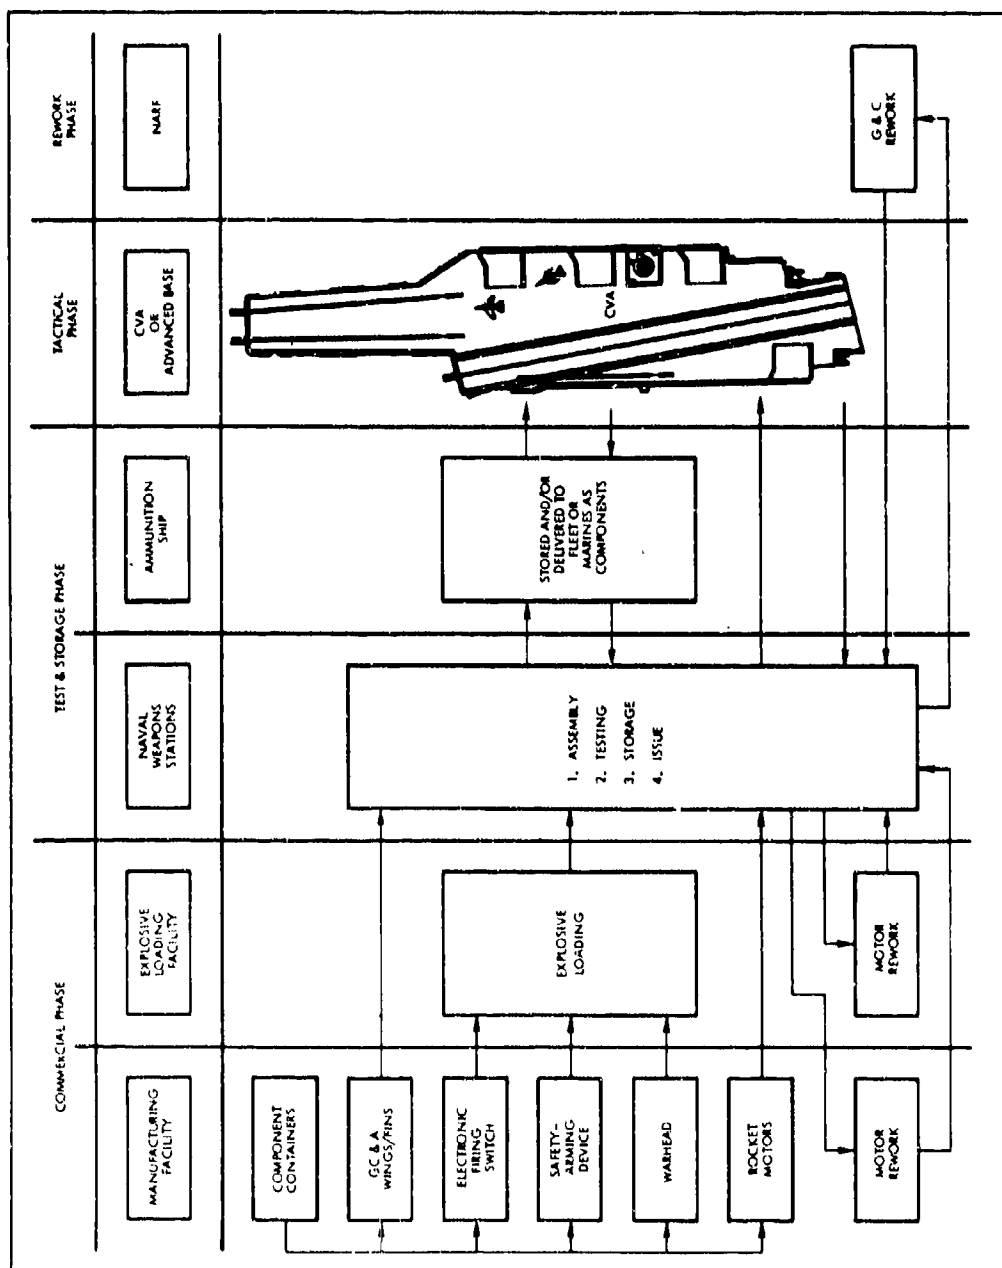 COMMERCIAL PHASE
TEST & STORAGE PHASE
TACTICAL
PHASE
REWORK
PHASE
MANUFACTURING
FACILITY
EXPLOSIVE
LOADING
FACILITY
NAVAL
WEAPONS
STATIONS
AMMUNITION
SHIP
CVA
OR
ADVANCED BASE
NARF
COMPONENT
CONTAINERS
GC & A
WINGS/FINS
ELECTRONIC
FIRING
SWITCH
SAFETY-
ARMING
DEVICE
WARHEAD
ROCKET
MOTORS
MOTOR
REWORK
EXPLOSIVE
LOADING
MOTOR
REWORK
1. ASSEMBLY
2. TESTING
3. STORAGE
4. ISSUE
STORED AND/OR
DELIVERED TO
FLEET OR
MARINES AS
COMPONENTS
CVA
G & C
REWORK